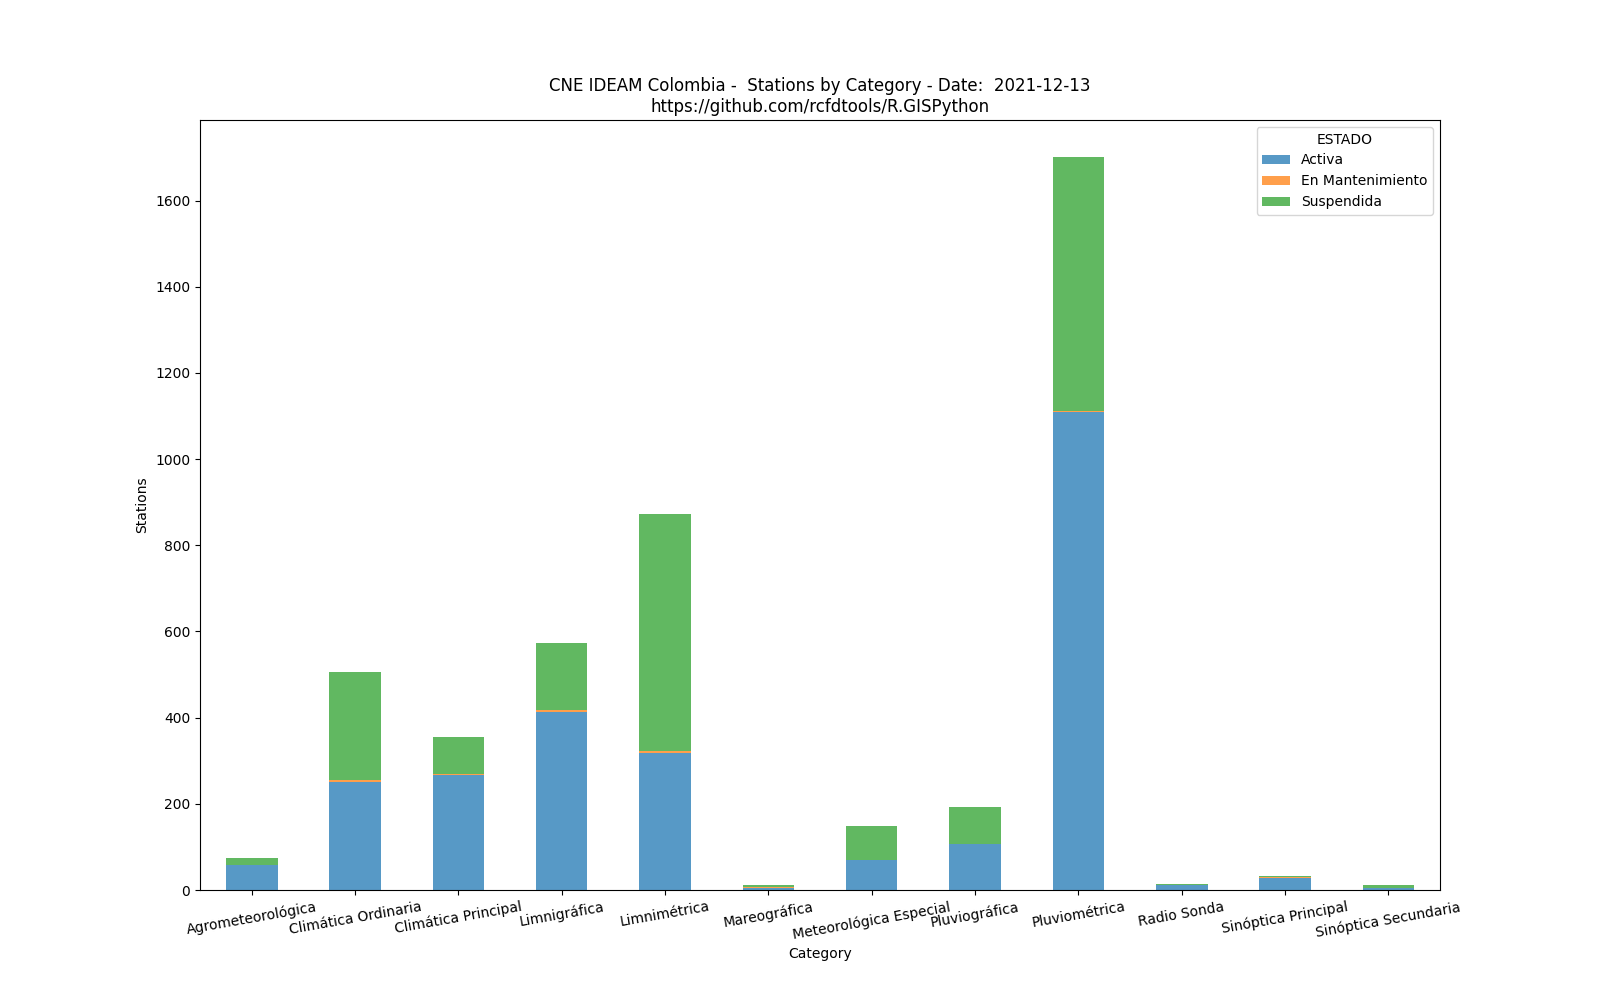 CNE IDEAM Colombia -  Stations by Category - Date:  2021-12-13
https://github.com/rcfdtools/R.GISPython
ESTADO
Activa
En Mantenimiento
Suspendida
Stations
1600
1400
1200
1000
800
600
400
200
0
Agrometeorológica
Climática Ordinaria
Climática Principal
Limnigráfica
Limnimétrica
Mareográfica
Meteorológica Especial
Pluviográfica
Pluviométrica
Radio Sonda
Sinóptica Principal
Sinóptica Secundaria
Category